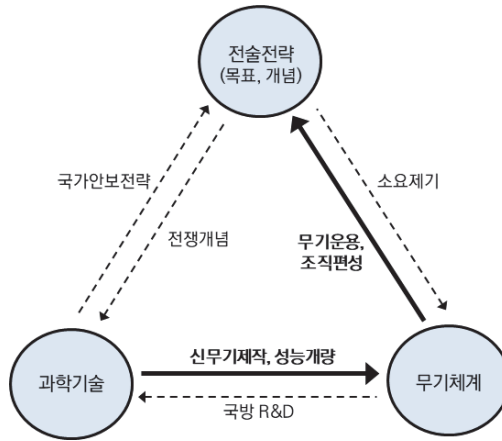 전술전략
(목표, 개념)
국가안보전략
소요제기
전쟁개념
무기운용,
조직편성
신무기제작, 성능개량
과학기술
무기체계
국방 R&D